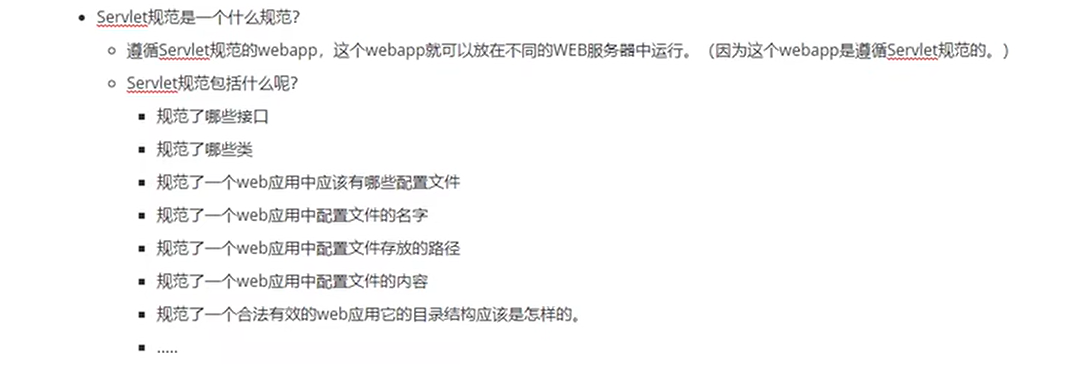 Servlet规范是一个什么规范?
遵循Servlet规范的webapp，这个webapp就可以放在不同的WEB服务器中运行。（因为这个webapp是遵循Servlet规范的。）
Servlet规范包括什么呢?
规范了哪些接口
规范了哪些类
规范了一个web应用中应该有哪些配置文件
规范了一个web应用中配置文件的名字
规范了一个web应用中配置文件存放的路径
规范了一个web应用中配置文件的内容
规范了一个合法有效的web应用它的目录结构应该是怎样的。
.....